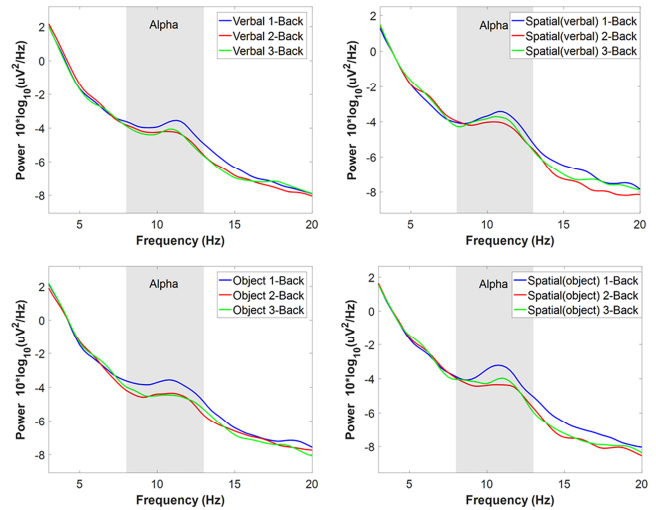 Alpha
Verbal 1-Back
Verbal 2-Back
Verbal 3-Back
2
0
-2
-4
-6
-8
Power 10*log10(uV2/Hz)
5
10
15
20
Frequency (Hz)
Alpha
Spatial(verbal) 1-Back
Spatial(verbal) 2-Back
Spatial(verbal) 3-Back
2
0
-2
-4
-6
-8
Power 10*log10(uV2/Hz)
5
10
15
20
Frequency (Hz)
Alpha
Object 1-Back
Object 2-Back
Object 3-Back
2
0
-2
-4
-6
-8
Power 10*log10(uV2/Hz)
5
10
15
20
Frequency (Hz)
Alpha
Spatial(object) 1-Back
Spatial(object) 2-Back
Spatial(object) 3-Back
2
0
-2
-4
-6
-8
Power 10*log10(uV2/Hz)
5
10
15
20
Frequency (Hz)